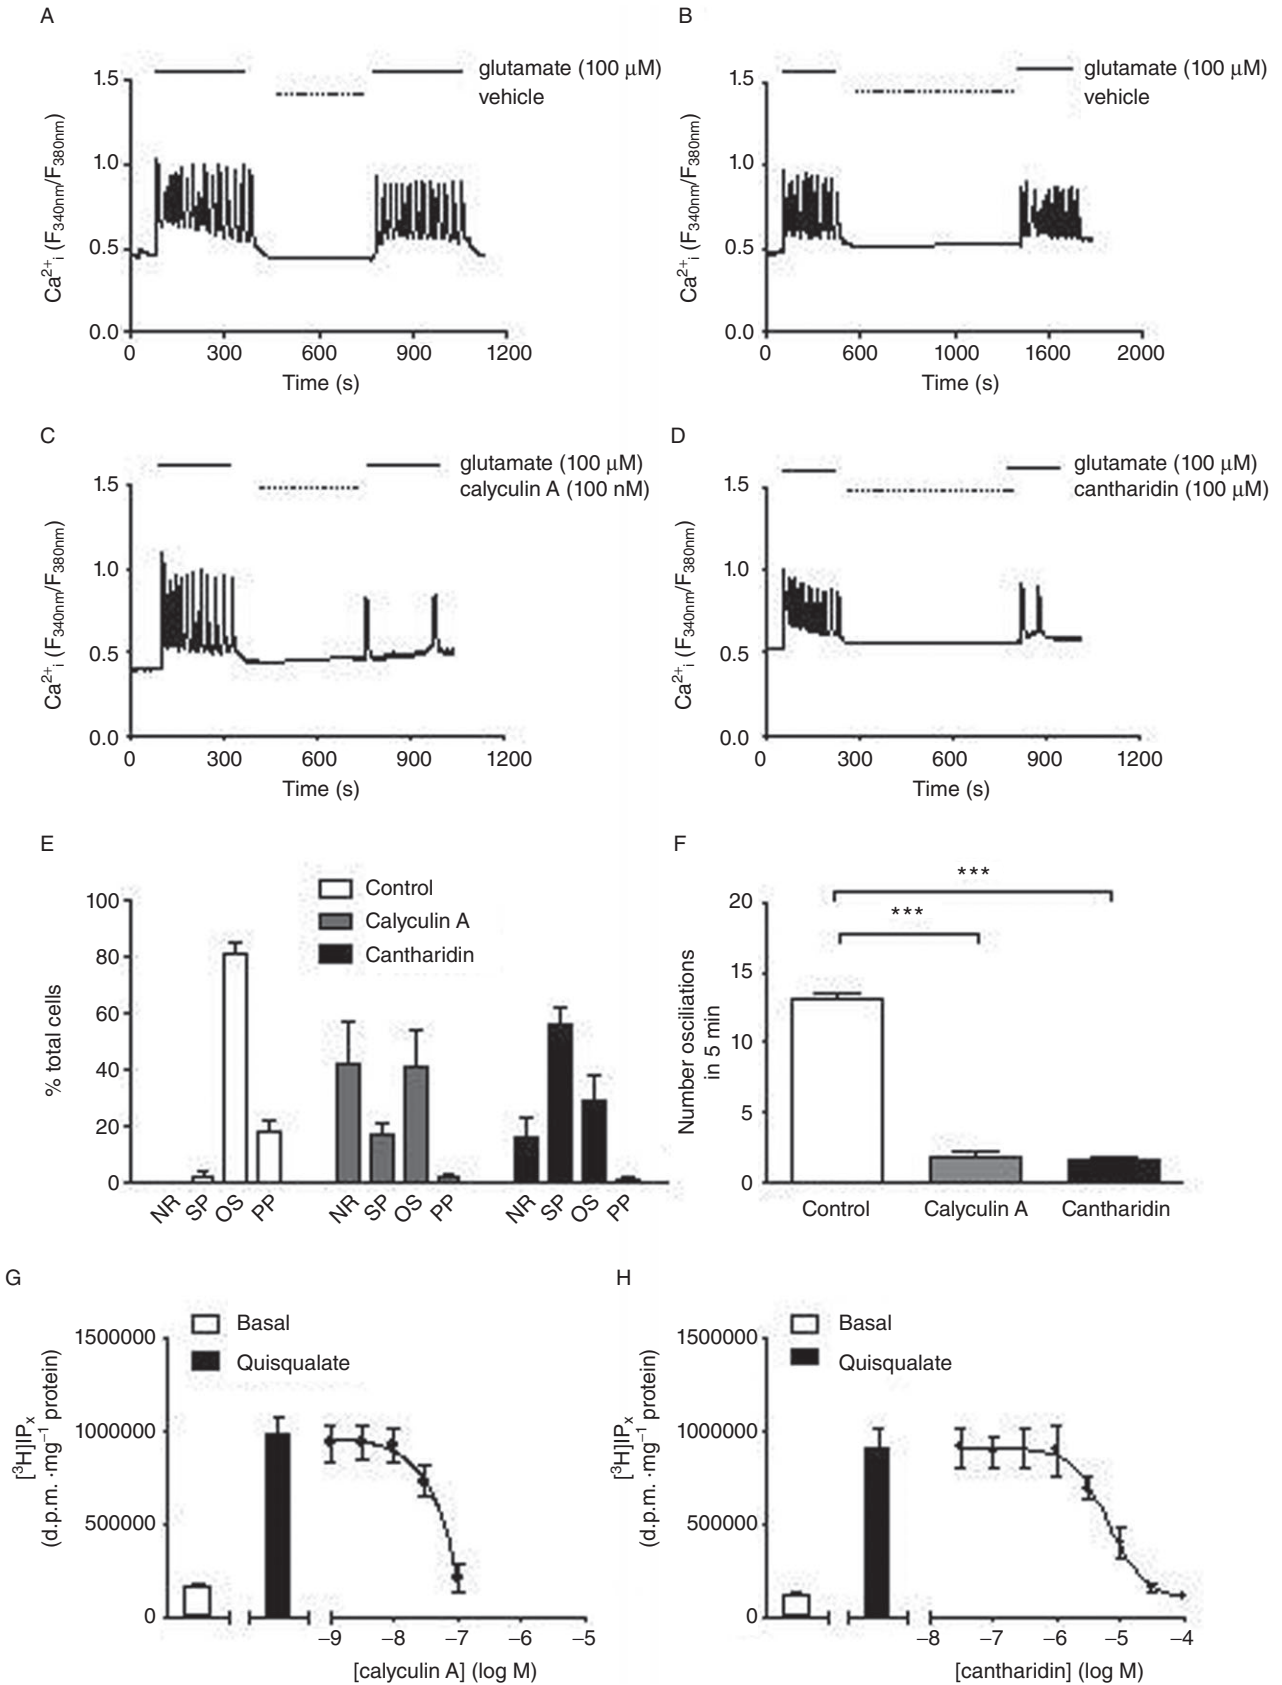 A
glutamate (100 μM)
vehicle
1.5
1.0
0.5
0.0
Ca²⁺i (F340nm/F380nm)
0 300 600 900 1200
Time (s)
B
glutamate (100 μM)
vehicle
1.5
1.0
0.5
0.0
Ca²⁺i (F340nm/F380nm)
0 600 1000 1600 2000
Time (s)
C
glutamate (100 μM)
calyculin A (100 nM)
1.5
1.0
0.5
0.0
Ca²⁺i (F340nm/F380nm)
0 300 600 900 1200
Time (s)
D
glutamate (100 μM)
cantharidin (100 μM)
1.5
1.0
0.5
0.0
Ca²⁺i (F340nm/F380nm)
0 300 600 900 1200
Time (s)
E
Control
Calyculin A
Cantharidin
100
80
60
40
20
0
% total cells
NR SP OS PP NR SP OS PP NR SP OS PP
F
***
***
20
15
10
5
0
Number osciliations
in 5 min
Control Calyculin A Cantharidin
G
Basal
Quisqualate
1500000
1000000
500000
0
[³H]IPx
(d.p.m. ·mg⁻¹ protein)
−9 −8 −7 −6 −5
[calyculin A] (log M)
H
Basal
Quisqualate
1500000
1000000
500000
0
[³H]IPx
(d.p.m. ·mg⁻¹ protein)
−8 −7 −6 −5 −4
[cantharidin] (log M)